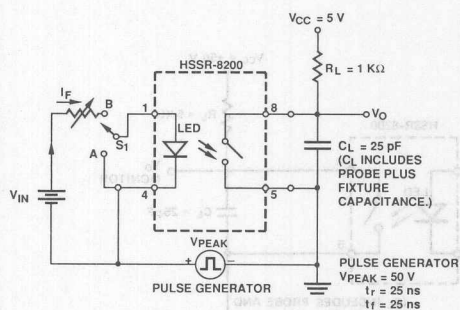 VCC = 5 V
HSSR-8200
RL = 1 KΩ
IF
B
1
8
VO
LED
S1
A
CL = 25 pF
(CL INCLUDES
PROBE PLUS
FIXTURE
CAPACITANCE.)
VIN
4
5
VPEAK
+
−
PULSE GENERATOR
PULSE GENERATOR
VPEAK = 50 V
tr = 25 ns
tf = 25 ns